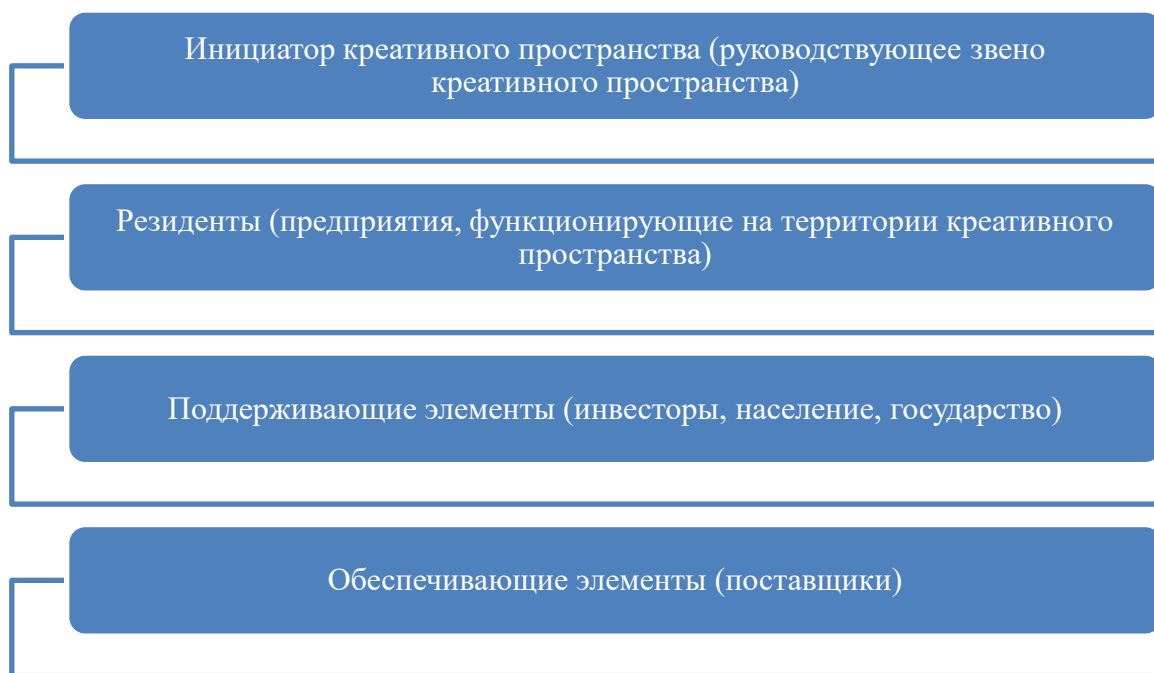 Инициатор креативного пространства (руководствующее звено
креативного пространства)
Резиденты (предприятия, функционирующие на территории креативного
пространства)
Поддерживающие элементы (инвесторы, население, государство)
Обеспечивающие элементы (поставщики)